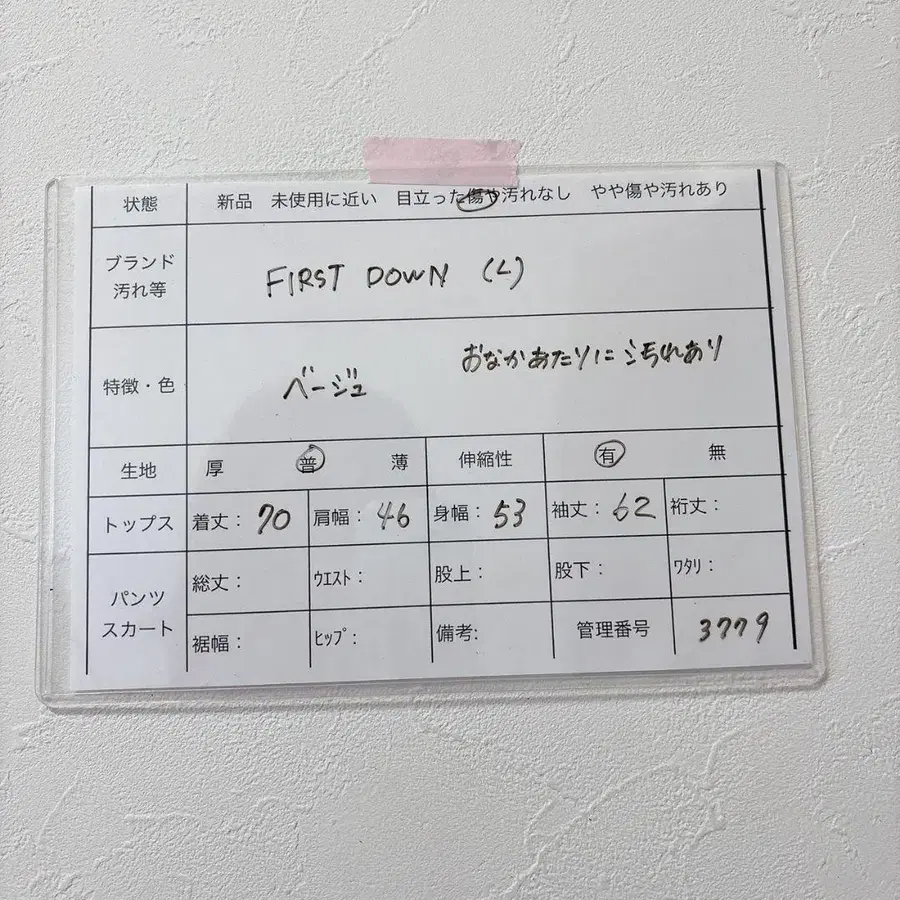 状態 新品 未使用に近い 目立った傷や汚れなし やや傷や汚れあり
ブランド
汚れ等
FIRST DOWN (L)
特徴・色
ベージュ おなかあたりに汚れあり
生地 厚 普 薄 伸縮性 有 無
トップス 着丈：70 肩幅：46 身幅：53 袖丈：62 裄丈：
パンツ
スカート
総丈： ｳｴｽﾄ： 股上： 股下： ﾜﾀﾘ：
裾幅： ﾋｯﾌﾟ： 備考: 管理番号 3779